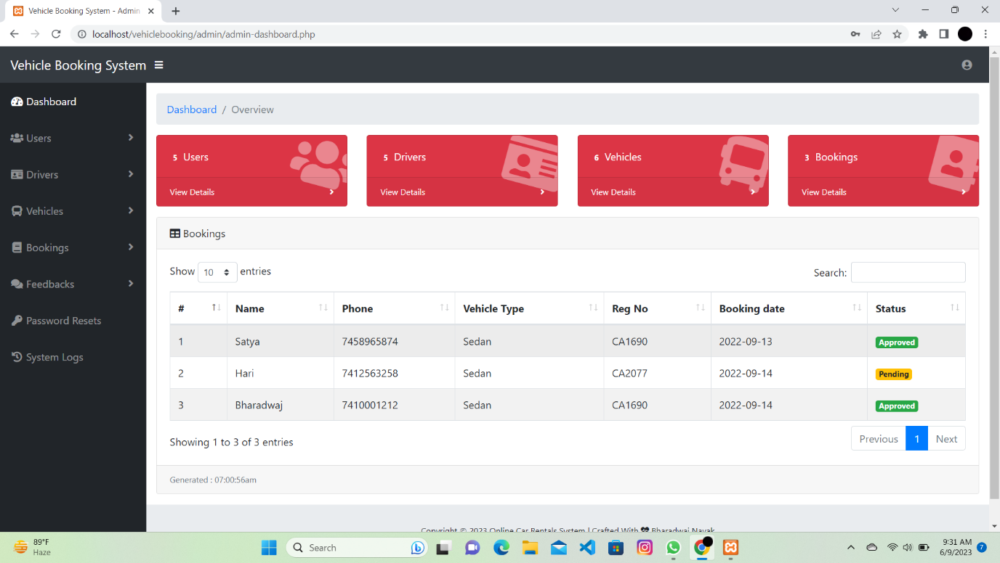 Vehicle Booking System - Admin
localhost/vehiclebooking/admin/admin-dashboard.php
Vehicle Booking System
Dashboard
Users
Drivers
Vehicles
Bookings
Feedbacks
Password Resets
System Logs
Dashboard / Overview
5 Users
View Details
5 Drivers
View Details
6 Vehicles
View Details
3 Bookings
View Details
Bookings
Show 10 entries
Search:
# Name Phone Vehicle Type Reg No Booking date Status
1 Satya 7458965874 Sedan CA1690 2022-09-13 Approved
2 Hari 7412563258 Sedan CA2077 2022-09-14 Pending
3 Bharadwaj 7410001212 Sedan CA1690 2022-09-14 Approved
Showing 1 to 3 of 3 entries
Previous 1 Next
Generated : 07:00:56am
Copyright © 2023 Online Car Rentals System | Crafted With Bharadwaj Nayak
89°F
Haze
Search
9:31 AM
6/9/2023
7